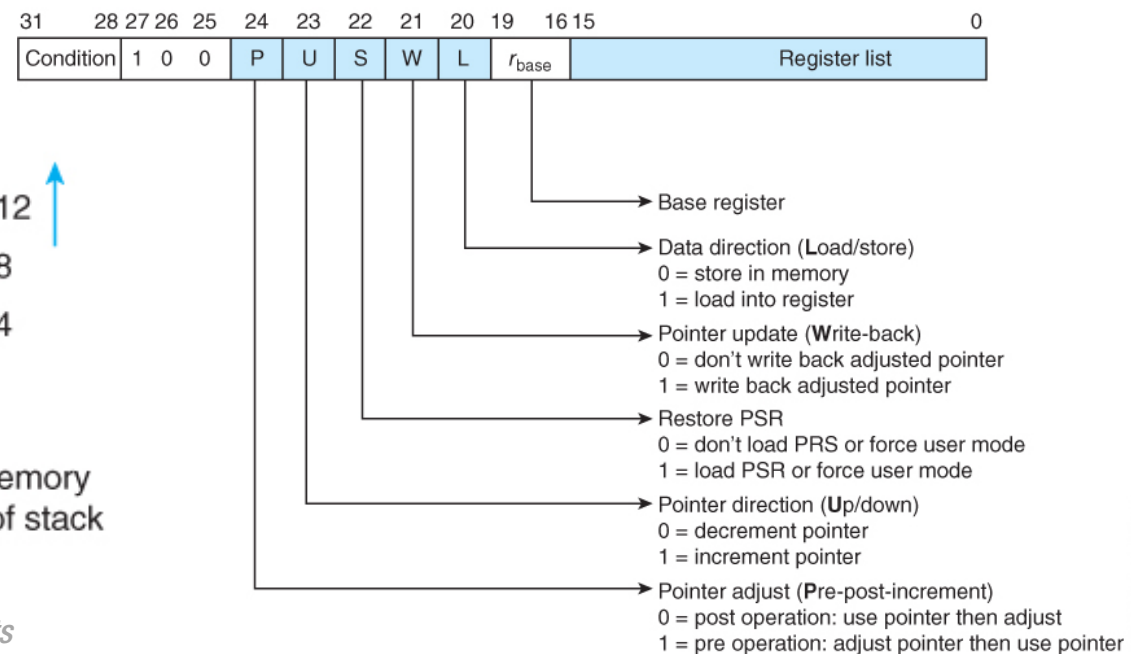 31 28 27 26 25 24 23 22 21 20 19 16 15 0
Condition 1 0 0 P U S W L rbase Register list
12
8
4
Base register
Data direction (Load/store)
0 = store in memory
1 = load into register
Pointer update (Write-back)
0 = don't write back adjusted pointer
1 = write back adjusted pointer
Restore PSR
0 = don't load PRS or force user mode
1 = load PSR or force user mode
emory
of stack
Pointer direction (Up/down)
0 = decrement pointer
1 = increment pointer
Pointer adjust (Pre-post-increment)
0 = post operation: use pointer then adjust
1 = pre operation: adjust pointer then use pointer